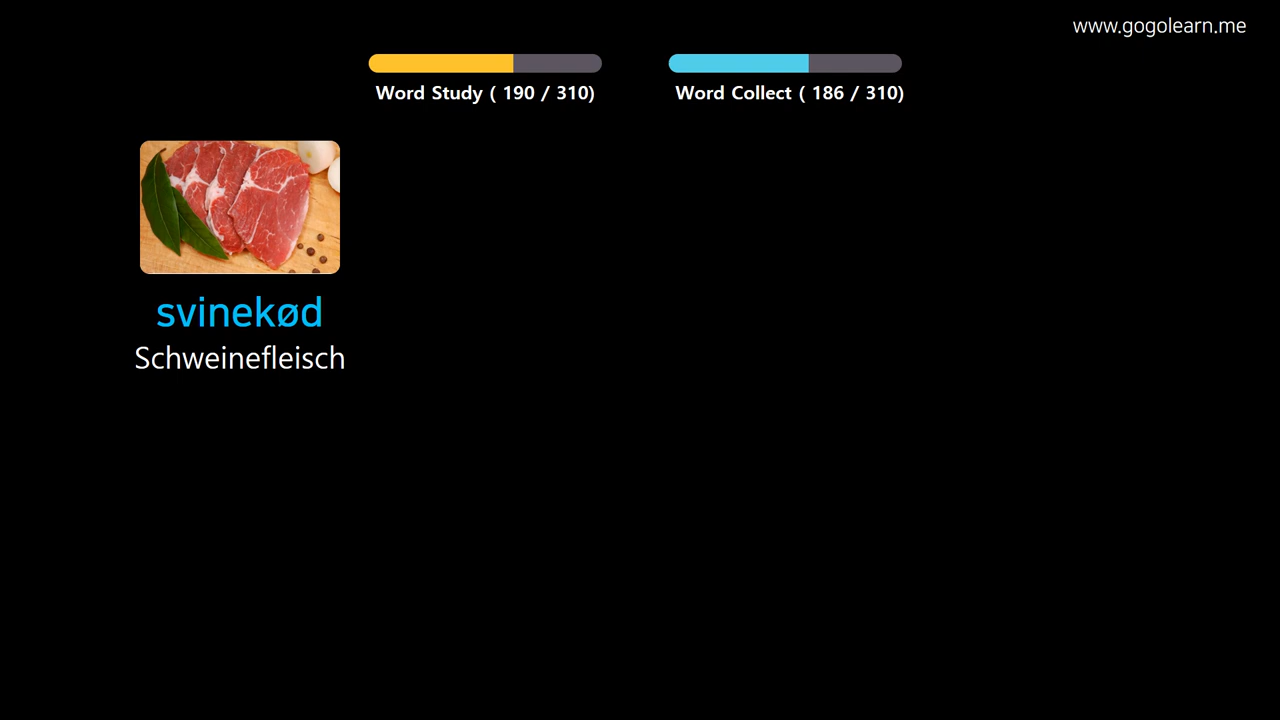 www.gogolearn.me
Word Study ( 190 / 310)
Word Collect ( 186 / 310)
svinekød
Schweinefleisch